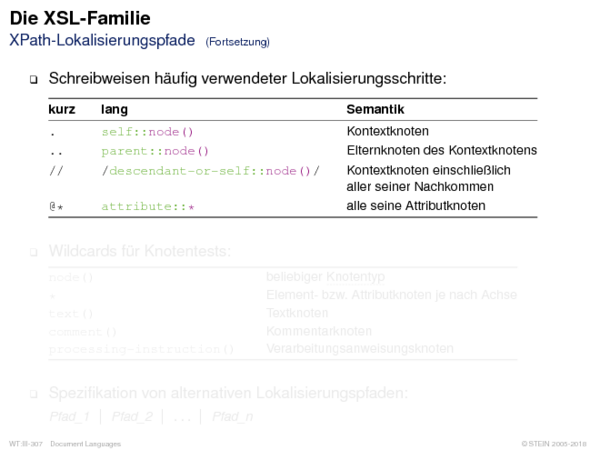 Die XSL-Familie
XPath-Lokalisierungspfade (Fortsetzung)
❑ Schreibweisen häufig verwendeter Lokalisierungsschritte:
kurz lang Semantik
. self::node() Kontextknoten
.. parent::node() Elternknoten des Kontextknotens
// /descendant-or-self::node()/ Kontextknoten einschließlich
aller seiner Nachkommen
@* attribute::* alle seine Attributknoten
❑ Wildcards für Knotentests:
node() beliebiger Knotentyp
* Element- bzw. Attributknoten je nach Achse
text() Textknoten
comment() Kommentarknoten
processing-instruction() Verarbeitungsanweisungsknoten
❑ Spezifikation von alternativen Lokalisierungspfaden:
Pfad_1 | Pfad_2 | ... | Pfad_n
WT:III-307 Document Languages © STEIN 2005-2018